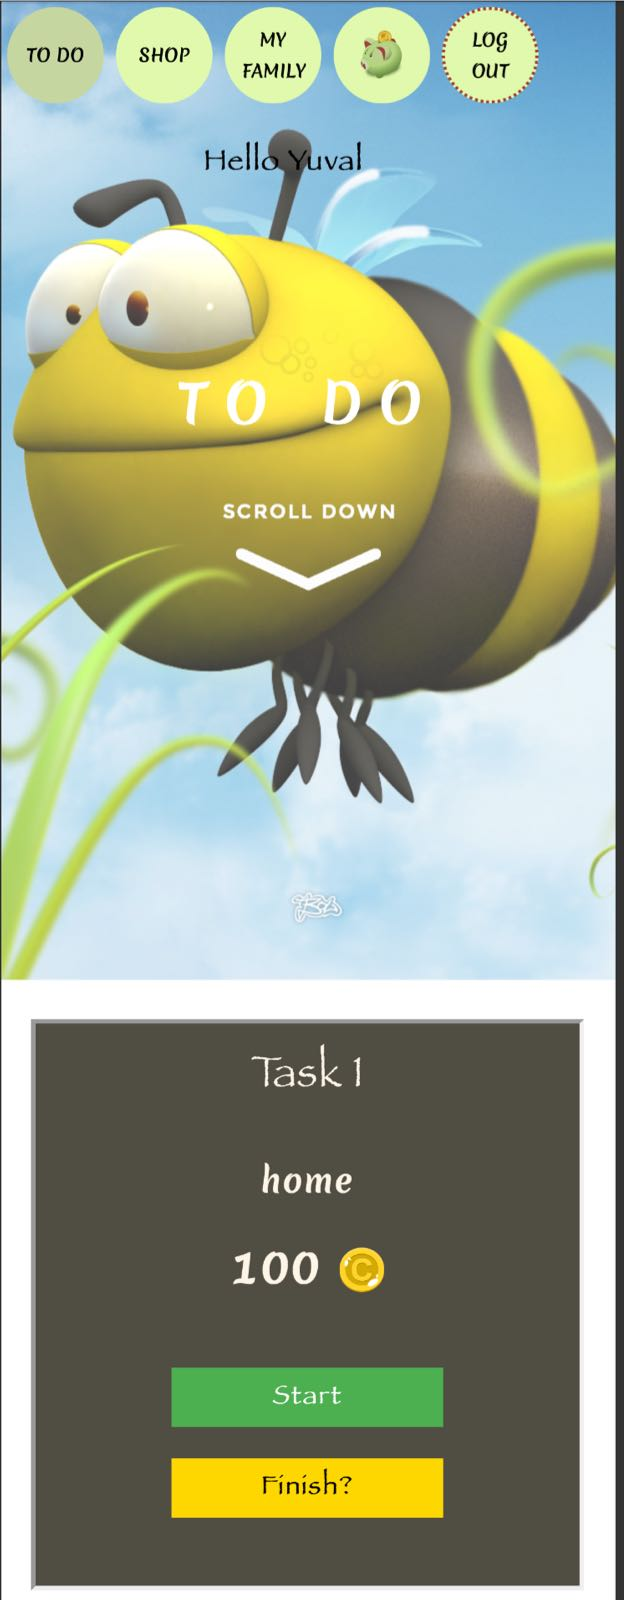 TO DO
SHOP
MY
FAMILY
LOG
OUT
Hello Yuval
TO DO
SCROLL DOWN
Task 1
home
100 C
Start
Finish?